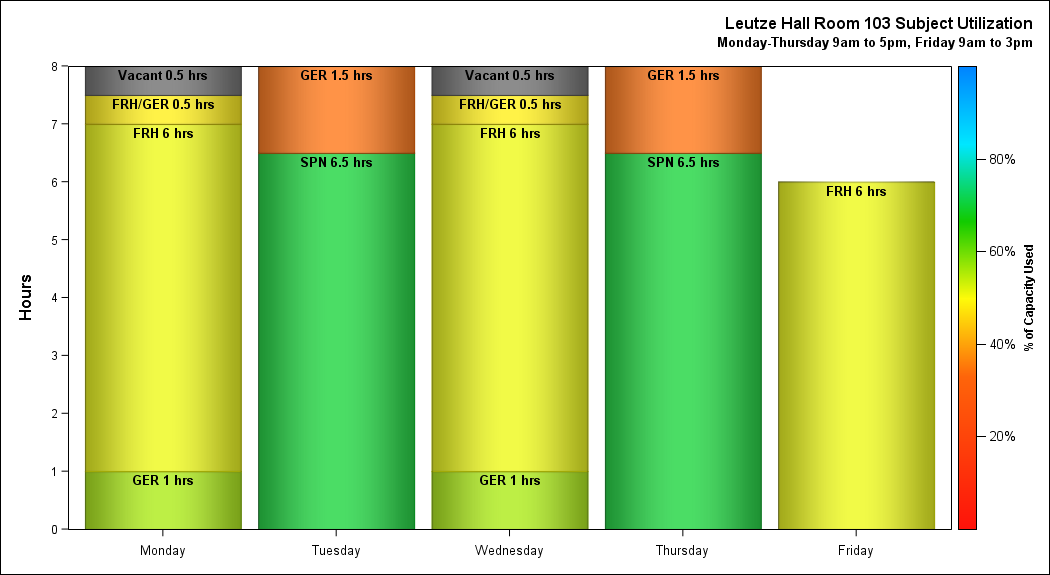 Leutze Hall Room 103 Subject Utilization
Monday-Thursday 9am to 5pm, Friday 9am to 3pm
8
7
6
5
4
3
2
1
0
Hours
Vacant 0.5 hrs
FRH/GER 0.5 hrs
FRH 6 hrs
GER 1 hrs
GER 1.5 hrs
SPN 6.5 hrs
Vacant 0.5 hrs
FRH/GER 0.5 hrs
FRH 6 hrs
GER 1 hrs
GER 1.5 hrs
SPN 6.5 hrs
FRH 6 hrs
Monday Tuesday Wednesday Thursday Friday
80%
60%
40%
20%
% of Capacity Used